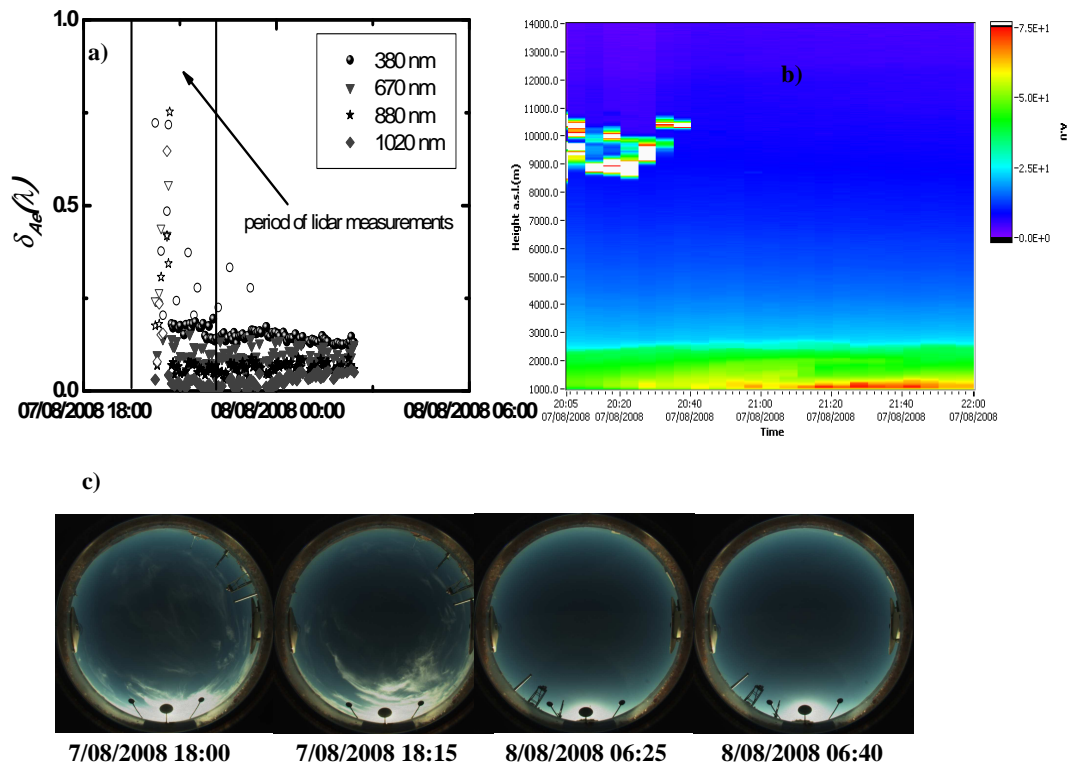 a)
1.0
0.5
0.0
δAe(λ)
380 nm
670 nm
880 nm
1020 nm
period of lidar measurements
07/08/2008 18:00
08/08/2008 00:00
08/08/2008 06:00
b)
Height a.s.l.(m)
14000.0
13000.0
12000.0
11000.0
10000.0
9000.0
8000.0
7000.0
6000.0
5000.0
4000.0
3000.0
2000.0
1000.0
20:05 20:20 20:40 21:00 21:20 21:40 22:00
07/08/2008 07/08/2008 07/08/2008 07/08/2008 07/08/2008 07/08/2008 07/08/2008
Time
7.5E+1
5.0E+1
2.5E+1
0.0E+0
c)
7/08/2008 18:00
7/08/2008 18:15
8/08/2008 06:25
8/08/2008 06:40